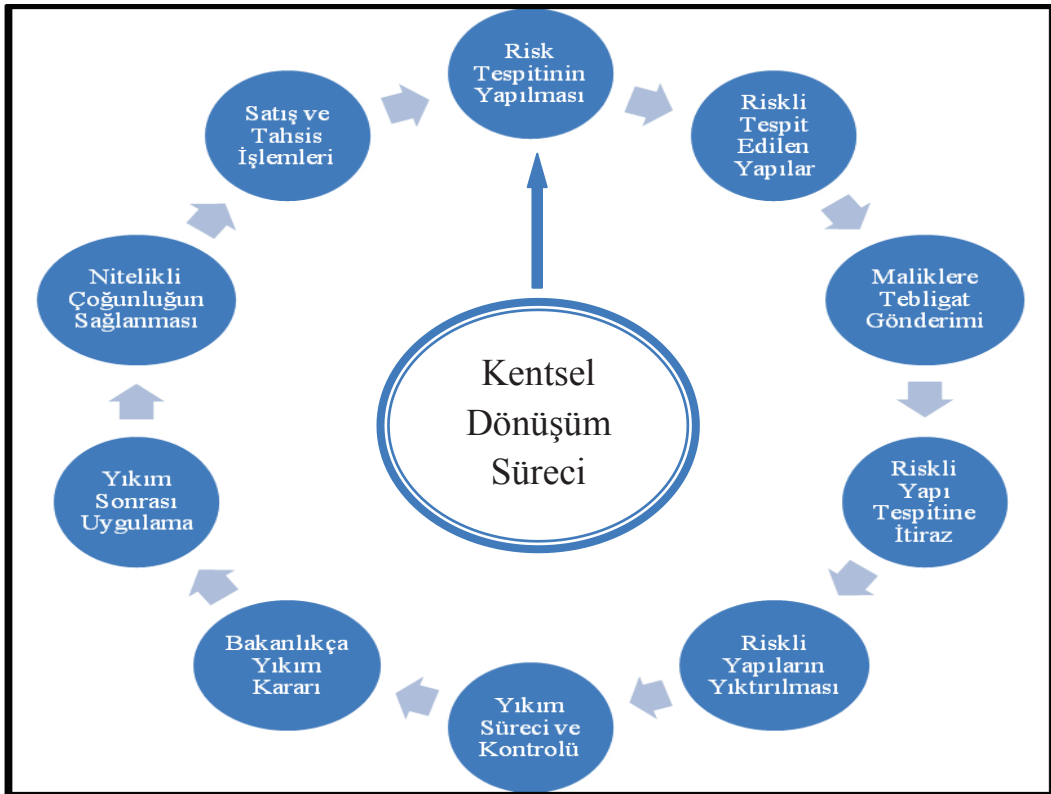 Risk
Tespitinin
Yapılması
Riskli
Tespit
Edilen
Yapılar
Maliklere
Tebligat
Gönderimi
Riskli
Yapı
Tespitine
İtiraz
Riskli
Yapıların
Yıktırılması
Yıkım
Süreci ve
Kontrolü
Bakanlıkça
Yıkım
Kararı
Yıkım
Sonrası
Uygulama
Nitelikli
Çoğunluğun
Sağlanması
Satış ve
Tahsis
İşlemleri
Kentsel
Dönüşüm
Süreci